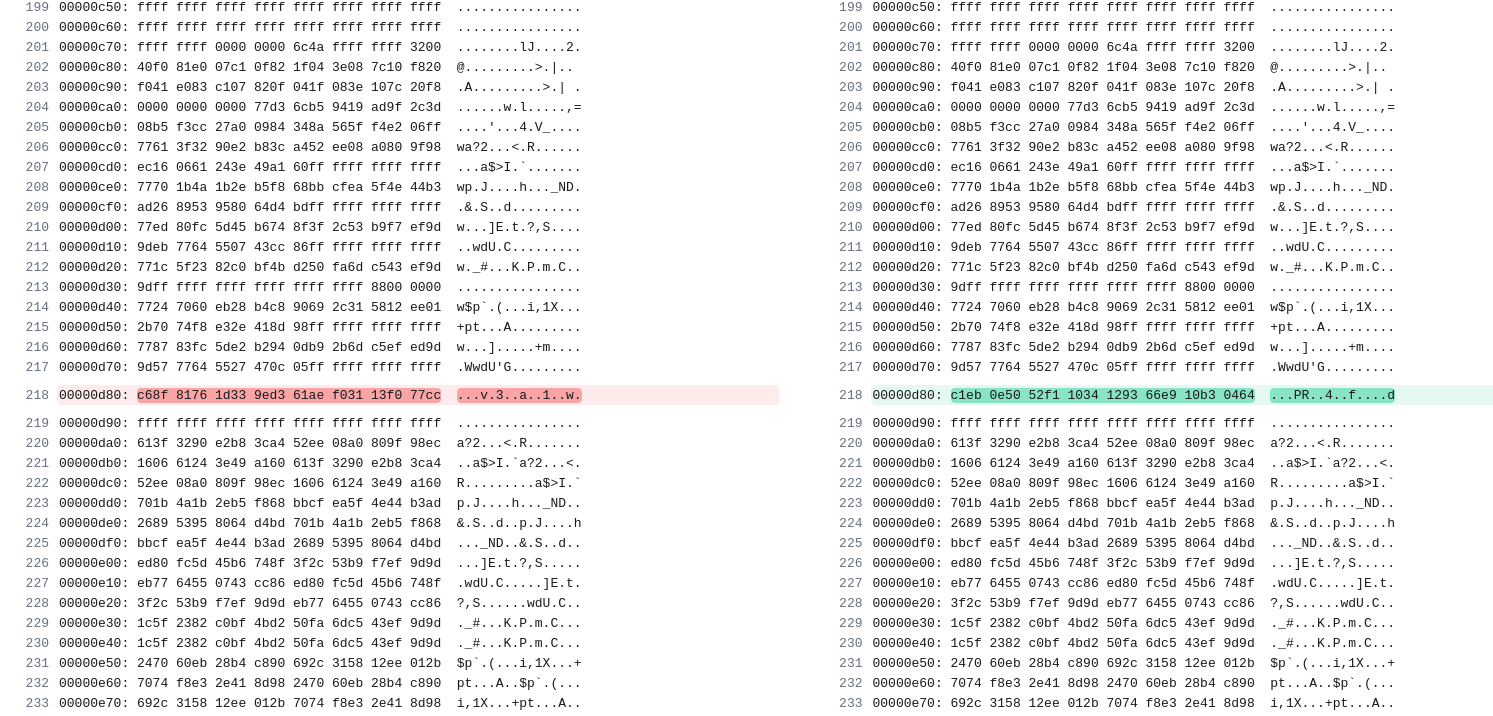 199 00000c50: ffff ffff ffff ffff ffff ffff ffff ffff ................ 199 00000c50: ffff ffff ffff ffff ffff ffff ffff ffff ................
200 00000c60: ffff ffff ffff ffff ffff ffff ffff ffff ................ 200 00000c60: ffff ffff ffff ffff ffff ffff ffff ffff ................
201 00000c70: ffff ffff 0000 0000 6c4a ffff ffff 3200 ........lJ....2. 201 00000c70: ffff ffff 0000 0000 6c4a ffff ffff 3200 ........lJ....2.
202 00000c80: 40f0 81e0 07c1 0f82 1f04 3e08 7c10 f820 @.........>.|.. 202 00000c80: 40f0 81e0 07c1 0f82 1f04 3e08 7c10 f820 @.........>.|..
203 00000c90: f041 e083 c107 820f 041f 083e 107c 20f8 .A.........>.| . 203 00000c90: f041 e083 c107 820f 041f 083e 107c 20f8 .A.........>.| .
204 00000ca0: 0000 0000 0000 77d3 6cb5 9419 ad9f 2c3d ......w.l.....,= 204 00000ca0: 0000 0000 0000 77d3 6cb5 9419 ad9f 2c3d ......w.l.....,=
205 00000cb0: 08b5 f3cc 27a0 0984 348a 565f f4e2 06ff ....'...4.V_.... 205 00000cb0: 08b5 f3cc 27a0 0984 348a 565f f4e2 06ff ....'...4.V_....
206 00000cc0: 7761 3f32 90e2 b83c a452 ee08 a080 9f98 wa?2...<.R...... 206 00000cc0: 7761 3f32 90e2 b83c a452 ee08 a080 9f98 wa?2...<.R......
207 00000cd0: ec16 0661 243e 49a1 60ff ffff ffff ffff ...a$>I.`....... 207 00000cd0: ec16 0661 243e 49a1 60ff ffff ffff ffff ...a$>I.`.......
208 00000ce0: 7770 1b4a 1b2e b5f8 68bb cfea 5f4e 44b3 wp.J....h..._ND. 208 00000ce0: 7770 1b4a 1b2e b5f8 68bb cfea 5f4e 44b3 wp.J....h..._ND.
209 00000cf0: ad26 8953 9580 64d4 bdff ffff ffff ffff .&.S..d......... 209 00000cf0: ad26 8953 9580 64d4 bdff ffff ffff ffff .&.S..d.........
210 00000d00: 77ed 80fc 5d45 b674 8f3f 2c53 b9f7 ef9d w...]E.t.?,S.... 210 00000d00: 77ed 80fc 5d45 b674 8f3f 2c53 b9f7 ef9d w...]E.t.?,S....
211 00000d10: 9deb 7764 5507 43cc 86ff ffff ffff ffff ..wdU.C......... 211 00000d10: 9deb 7764 5507 43cc 86ff ffff ffff ffff ..wdU.C.........
212 00000d20: 771c 5f23 82c0 bf4b d250 fa6d c543 ef9d w._#...K.P.m.C.. 212 00000d20: 771c 5f23 82c0 bf4b d250 fa6d c543 ef9d w._#...K.P.m.C..
213 00000d30: 9dff ffff ffff ffff ffff ffff 8800 0000 ................ 213 00000d30: 9dff ffff ffff ffff ffff ffff 8800 0000 ................
214 00000d40: 7724 7060 eb28 b4c8 9069 2c31 5812 ee01 w$p`.(...i,1X... 214 00000d40: 7724 7060 eb28 b4c8 9069 2c31 5812 ee01 w$p`.(...i,1X...
215 00000d50: 2b70 74f8 e32e 418d 98ff ffff ffff ffff +pt...A......... 215 00000d50: 2b70 74f8 e32e 418d 98ff ffff ffff ffff +pt...A.........
216 00000d60: 7787 83fc 5de2 b294 0db9 2b6d c5ef ed9d w...].....+m.... 216 00000d60: 7787 83fc 5de2 b294 0db9 2b6d c5ef ed9d w...].....+m....
217 00000d70: 9d57 7764 5527 470c 05ff ffff ffff ffff .WwdU'G......... 217 00000d70: 9d57 7764 5527 470c 05ff ffff ffff ffff .WwdU'G.........
218 00000d80: c68f 8176 1d33 9ed3 61ae f031 13f0 77cc ...v.3..a..1..w. 218 00000d80: c1eb 0e50 52f1 1034 1293 66e9 10b3 0464 ...PR..4..f....d
219 00000d90: ffff ffff ffff ffff ffff ffff ffff ffff ................ 219 00000d90: ffff ffff ffff ffff ffff ffff ffff ffff ................
220 00000da0: 613f 3290 e2b8 3ca4 52ee 08a0 809f 98ec a?2...<.R....... 220 00000da0: 613f 3290 e2b8 3ca4 52ee 08a0 809f 98ec a?2...<.R.......
221 00000db0: 1606 6124 3e49 a160 613f 3290 e2b8 3ca4 ..a$>I.`a?2...<. 221 00000db0: 1606 6124 3e49 a160 613f 3290 e2b8 3ca4 ..a$>I.`a?2...<.
222 00000dc0: 52ee 08a0 809f 98ec 1606 6124 3e49 a160 R.........a$>I.` 222 00000dc0: 52ee 08a0 809f 98ec 1606 6124 3e49 a160 R.........a$>I.`
223 00000dd0: 701b 4a1b 2eb5 f868 bbcf ea5f 4e44 b3ad p.J....h..._ND.. 223 00000dd0: 701b 4a1b 2eb5 f868 bbcf ea5f 4e44 b3ad p.J....h..._ND..
224 00000de0: 2689 5395 8064 d4bd 701b 4a1b 2eb5 f868 &.S..d..p.J....h 224 00000de0: 2689 5395 8064 d4bd 701b 4a1b 2eb5 f868 &.S..d..p.J....h
225 00000df0: bbcf ea5f 4e44 b3ad 2689 5395 8064 d4bd ..._ND..&.S..d.. 225 00000df0: bbcf ea5f 4e44 b3ad 2689 5395 8064 d4bd ..._ND..&.S..d..
226 00000e00: ed80 fc5d 45b6 748f 3f2c 53b9 f7ef 9d9d ...]E.t.?,S..... 226 00000e00: ed80 fc5d 45b6 748f 3f2c 53b9 f7ef 9d9d ...]E.t.?,S.....
227 00000e10: eb77 6455 0743 cc86 ed80 fc5d 45b6 748f .wdU.C.....]E.t. 227 00000e10: eb77 6455 0743 cc86 ed80 fc5d 45b6 748f .wdU.C.....]E.t.
228 00000e20: 3f2c 53b9 f7ef 9d9d eb77 6455 0743 cc86 ?,S......wdU.C.. 228 00000e20: 3f2c 53b9 f7ef 9d9d eb77 6455 0743 cc86 ?,S......wdU.C..
229 00000e30: 1c5f 2382 c0bf 4bd2 50fa 6dc5 43ef 9d9d ._#...K.P.m.C... 229 00000e30: 1c5f 2382 c0bf 4bd2 50fa 6dc5 43ef 9d9d ._#...K.P.m.C...
230 00000e40: 1c5f 2382 c0bf 4bd2 50fa 6dc5 43ef 9d9d ._#...K.P.m.C... 230 00000e40: 1c5f 2382 c0bf 4bd2 50fa 6dc5 43ef 9d9d ._#...K.P.m.C...
231 00000e50: 2470 60eb 28b4 c890 692c 3158 12ee 012b $p`.(...i,1X...+ 231 00000e50: 2470 60eb 28b4 c890 692c 3158 12ee 012b $p`.(...i,1X...+
232 00000e60: 7074 f8e3 2e41 8d98 2470 60eb 28b4 c890 pt...A..$p`.(... 232 00000e60: 7074 f8e3 2e41 8d98 2470 60eb 28b4 c890 pt...A..$p`.(...
233 00000e70: 692c 3158 12ee 012b 7074 f8e3 2e41 8d98 i,1X...+pt...A.. 233 00000e70: 692c 3158 12ee 012b 7074 f8e3 2e41 8d98 i,1X...+pt...A..